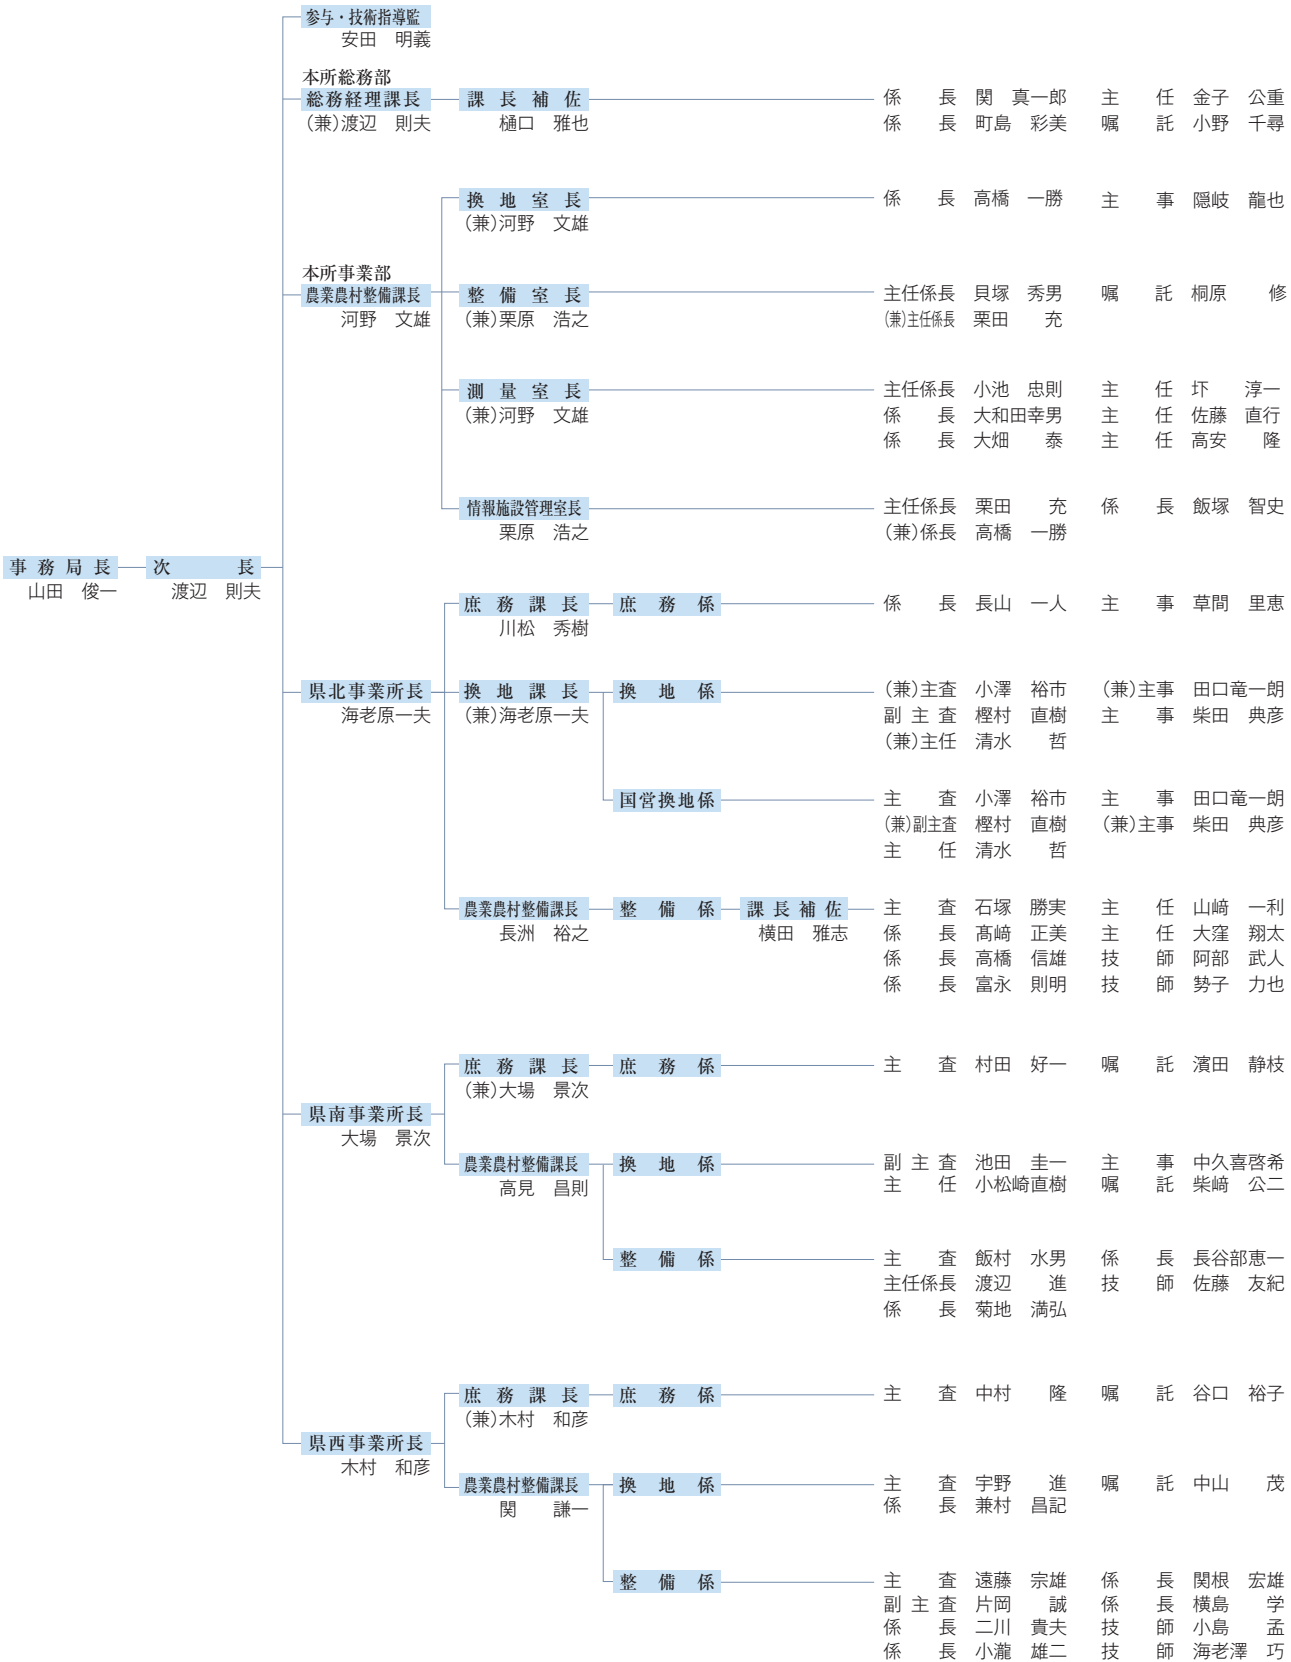 参与・技術指導監
安田　明義
本所総務部
総務経理課長　課長補佐　係　長　関　真一郎　主　任　金子　公重
(兼)渡辺　則夫　樋口　雅也　係　長　町島　彩美　嘱　託　小野　千尋
換地室長　係　長　高橋　一勝　主　事　隠岐　龍也
(兼)河野　文雄
本所事業部
農業農村整備課長　整備室長　主任係長　貝塚　秀男　嘱　託　桐原　修
河野　文雄　(兼)栗原　浩之　(兼)主任係長　栗田　充
測量室長　主任係長　小池　忠則　主　任　圷　淳一
(兼)河野　文雄　係　長　大和田幸男　主　任　佐藤　直行
係　長　大畑　泰　主　任　高安　隆
情報施設管理室長　主任係長　栗田　充　係　長　飯塚　智史
栗原　浩之　(兼)係長　高橋　一勝
事務局長　次　長
山田　俊一　渡辺　則夫
庶務課長　庶務係　係　長　長山　一人　主　事　草間　里恵
川松　秀樹
県北事業所長　換地課長　換地係　(兼)主査　小澤　裕市　(兼)主事　田口竜一朗
海老原一夫　(兼)海老原一夫　副主査　樫村　直樹　主　事　柴田　典彦
(兼)主任　清水　哲
国営換地係　主　査　小澤　裕市　主　事　田口竜一朗
(兼)副主査　樫村　直樹　(兼)主事　柴田　典彦
主　任　清水　哲
農業農村整備課長　整備係　課長補佐　主　査　石塚　勝実　主　任　山﨑　一利
長洲　裕之　横田　雅志　係　長　髙﨑　正美　主　任　大窪　翔太
係　長　高橋　信雄　技　師　阿部　武人
係　長　富永　則明　技　師　勢子　力也
庶務課長　庶務係　主　査　村田　好一　嘱　託　濱田　静枝
(兼)大場　景次
県南事業所長
大場　景次
農業農村整備課長　換地係　副主査　池田　圭一　主　事　中久喜啓希
高見　昌則　主　任　小松崎直樹　嘱　託　柴﨑　公二
整備係　主　査　飯村　水男　係　長　長谷部恵一
主任係長　渡辺　進　技　師　佐藤　友紀
係　長　菊地　満弘
庶務課長　庶務係　主　査　中村　隆　嘱　託　谷口　裕子
(兼)木村　和彦
県西事業所長
木村　和彦
農業農村整備課長　換地係　主　査　宇野　進　嘱　託　中山　茂
関　謙一　係　長　兼村　昌記
整備係　主　査　遠藤　宗雄　係　長　関根　宏雄
副主査　片岡　誠　係　長　横島　学
係　長　二川　貴夫　技　師　小島　孟
係　長　小瀧　雄二　技　師　海老澤　巧